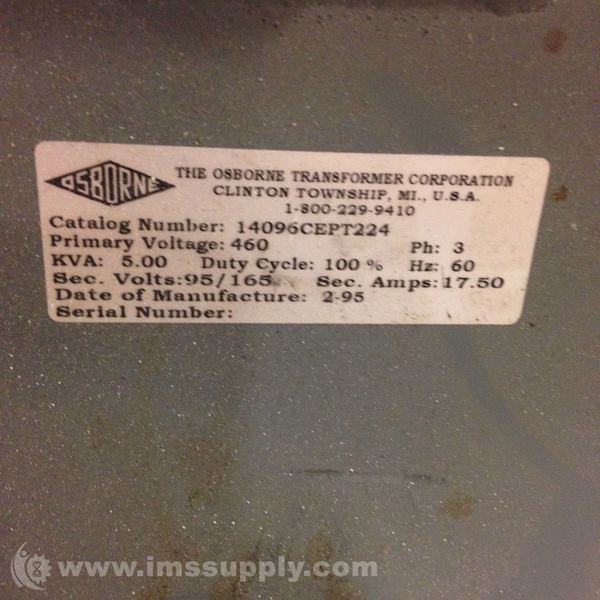 OSBORNE
THE OSBORNE TRANSFORMER CORPORATION
CLINTON TOWNSHIP, MI., U.S.A.
1-800-229-9410
Catalog Number: 14096CEPT224
Primary Voltage: 460 Ph: 3
KVA: 5.00 Duty Cycle: 100 % Hz: 60
Sec. Volts:95/165 Sec. Amps:17.50
Date of Manufacture: 2-95
Serial Number:
www.imssupply.com